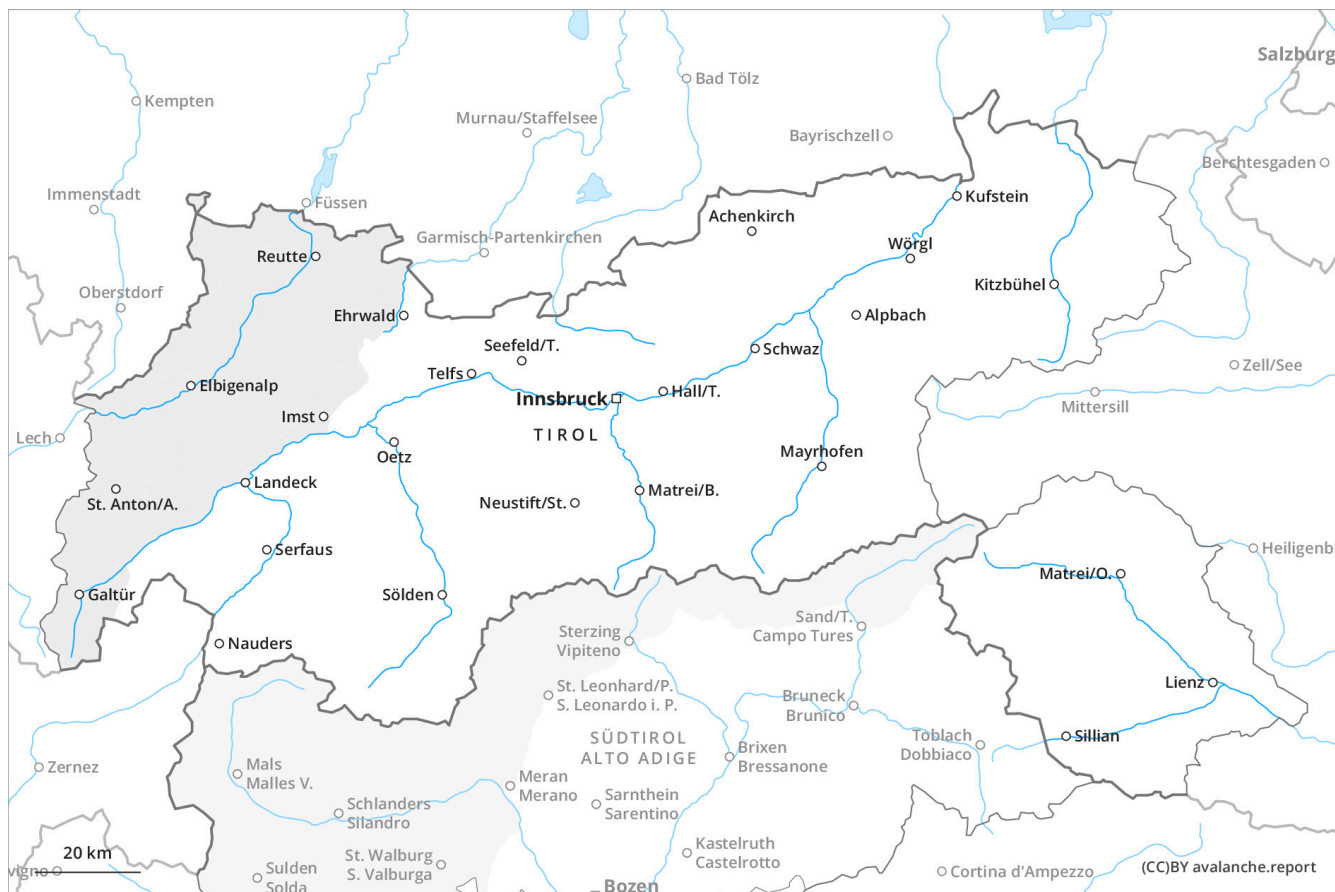 Salzburg
Bad Tölz
Kempten
Murnau/Staffelsee
Bayrischzell
Berchtesgaden
Immenstadt
Füssen
Kufstein
Achenkirch
Garmisch-Partenkirchen
Wörgl
Reutte
Kitzbühel
Oberstdorf
Ehrwald
Alpbach
Seefeld/T.
Schwaz
Zell/See
Telfs
Elbigenalp
Innsbruck
Hall/T.
Mittersill
Imst
TIROL
Lech
Oetz
Mayrhofen
Landeck
St. Anton/A.
Neustift/St.
Matrei/B.
Serfaus
Heiligenb
Matrei/O.
Galtür
Sölden
Sand/T.
Campo Tures
Sterzing
Vipiteno
Nauders
Lienz
St. Leonhard/P.
S. Leonardo i. P.
Bruneck
Brunico
SÜDTIROL
ALTO ADIGE
Toblach
Dobbiaco
Sillian
Brixen
Bressanone
Zernez
Mals
Malles V.
Meran
Merano
Schlanders
Silandro
Sarnthein
Sarentino
Kastelruth
Castelrotto
20 km
vigno
St. Walburg
S. Valburga
Sulden
Solda
Bozen
Cortina d'Ampezzo
(CC)BY avalanche.report